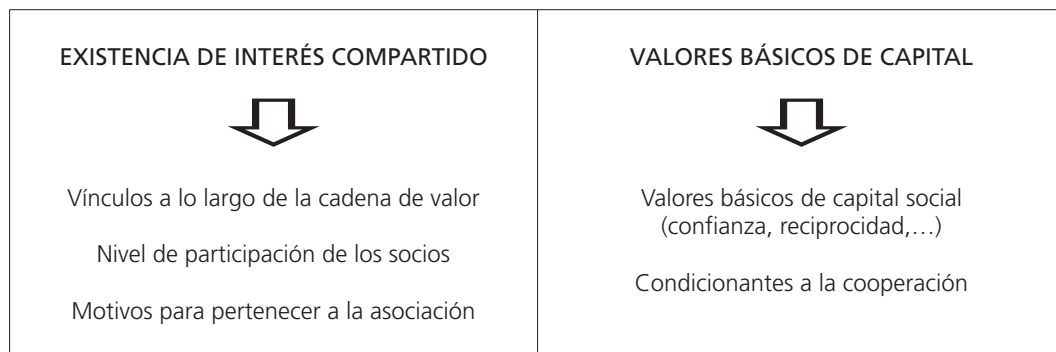 EXISTENCIA DE INTERÉS COMPARTIDO
Vínculos a lo largo de la cadena de valor
Nivel de participación de los socios
Motivos para pertenecer a la asociación
VALORES BÁSICOS DE CAPITAL
Valores básicos de capital social
(confianza, reciprocidad,…)
Condicionantes a la cooperación